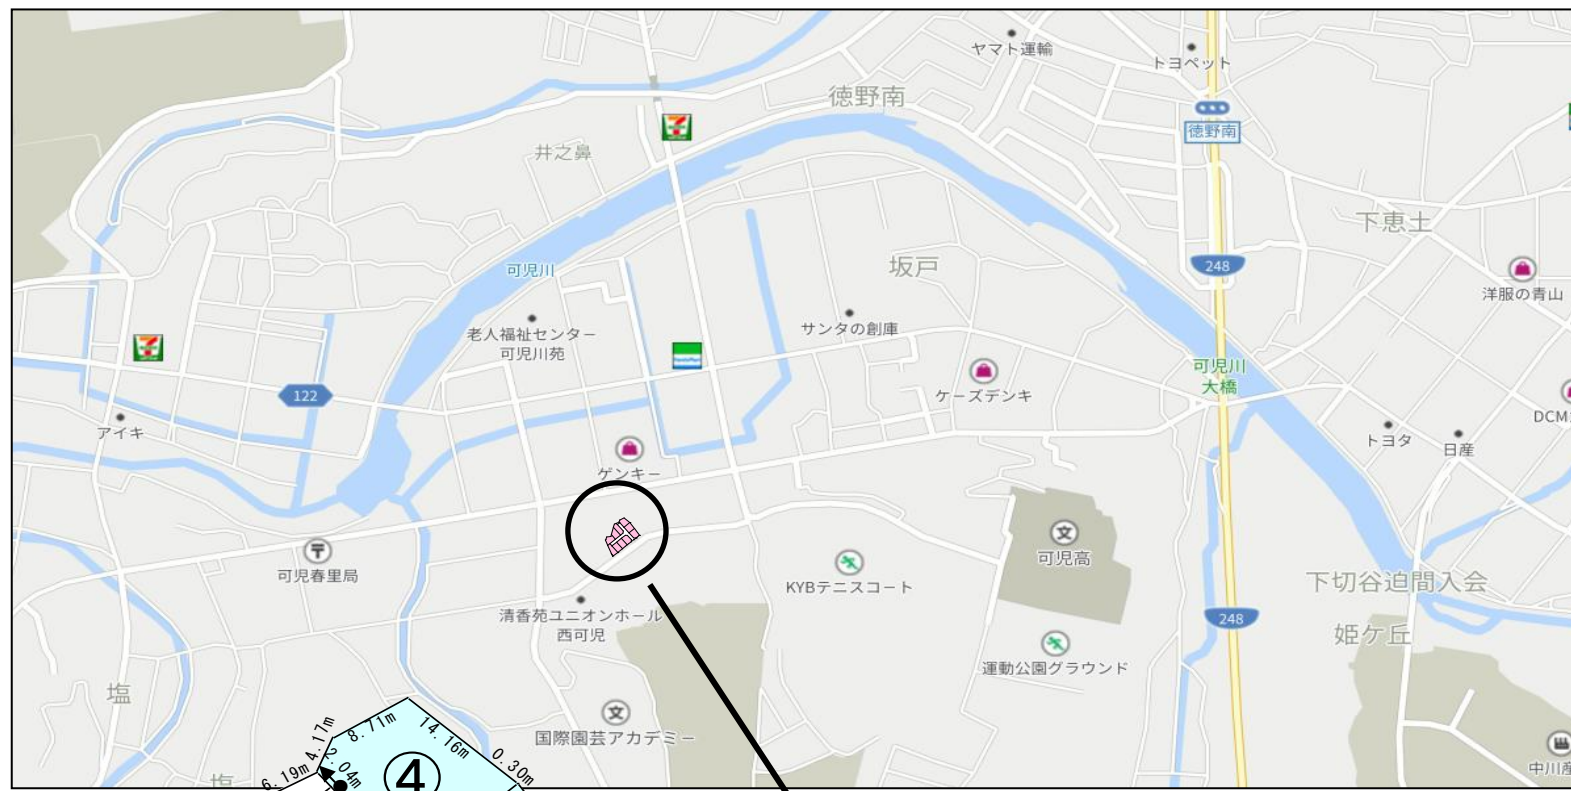 ヤマト運輸
トヨペット
徳野南
徳野南
井之鼻
下恵土
可児川
坂戸
248
洋服の青山
老人福祉センター
可児川苑
サンタの創庫
可児川
大橋
122
ケーズデンキ
アイキ
DCM
トヨタ
日産
ゲンキー
可児春里局
可児高
KYBテニスコート
下切谷迫間入会
清香苑ユニオンホール
西可児
248
姫ケ丘
運動公園グラウンド
塩
国際園芸アカデミー
塩
中川産
4.17m
8.71m
14.16m
0.30m
6.19m
2.04m
④